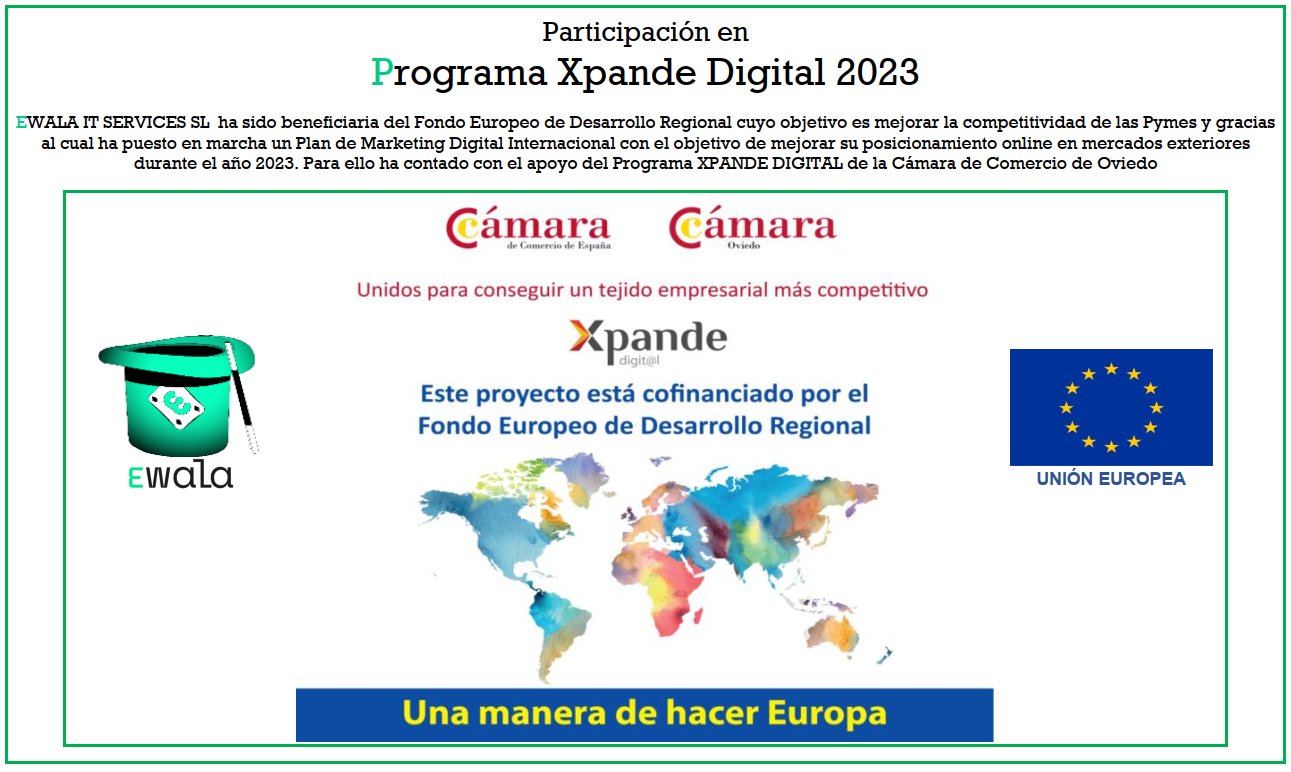 Participación en
Programa Xpande Digital 2023
EWALA IT SERVICES SL ha sido beneficiaria del Fondo Europeo de Desarrollo Regional cuyo objetivo es mejorar la competitividad de las Pymes y gracias
al cual ha puesto en marcha un Plan de Marketing Digital Internacional con el objetivo de mejorar su posicionamiento online en mercados exteriores
durante el año 2023. Para ello ha contado con el apoyo del Programa XPANDE DIGITAL de la Cámara de Comercio de Oviedo
Cámara
de Comercio de España
Cámara
Oviedo
Unidos para conseguir un tejido empresarial más competitivo
Xpande
digit@l
Este proyecto está cofinanciado por el
Fondo Europeo de Desarrollo Regional
Ewala
UNIÓN EUROPEA
Una manera de hacer Europa